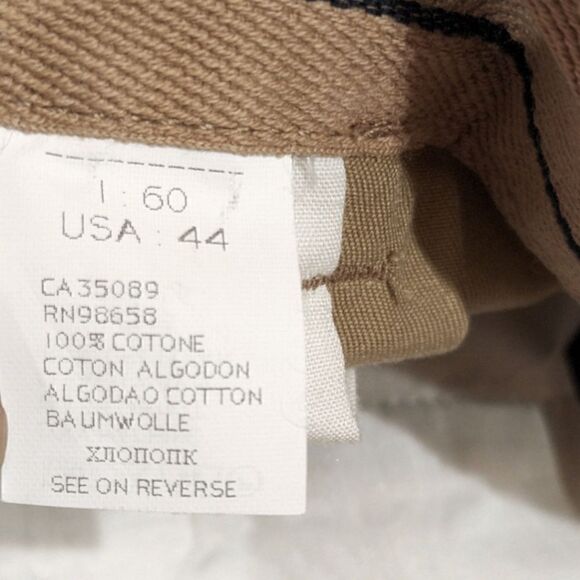 I : 60
USA : 44
CA35089
RN98658
100% COTONE
COTON ALGODON
ALGODAO COTTON
BAUMWOLLE
ХЛОПОПК
SEE ON REVERSE